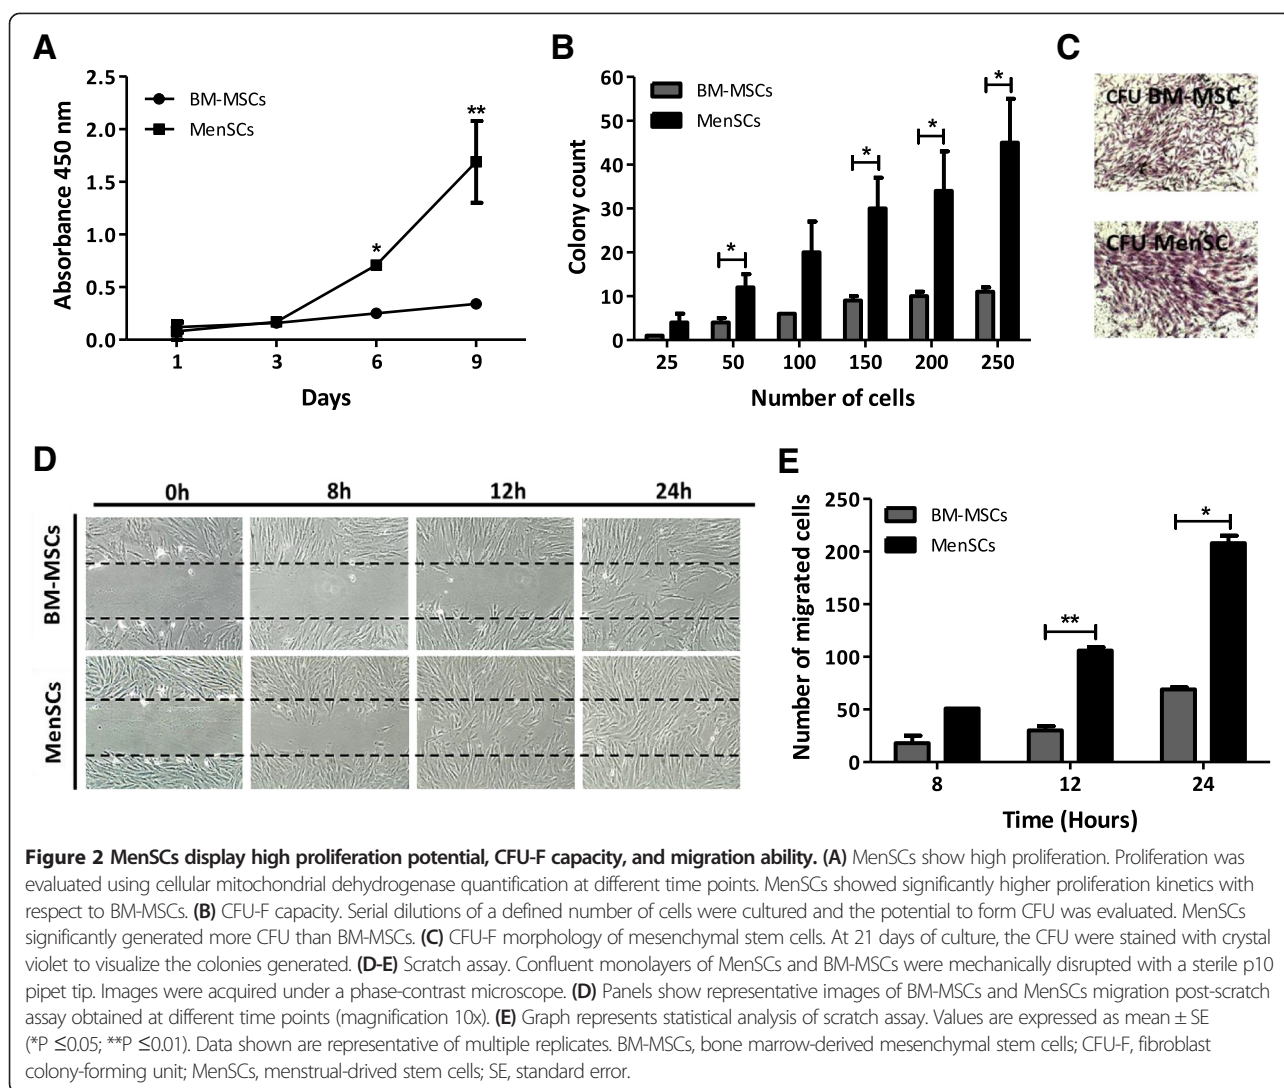 A
2.5
2.0
1.5
1.0
0.5
0.0
Absorbance 450 nm
BM-MSCs
MenSCs
*
**
1 3 6 9
Days
B
60
50
40
30
20
10
0
Colony count
BM-MSCs
MenSCs
*
*
*
*
25 50 100 150 200 250
Number of cells
C
CFU BM-MSC
CFU MenSC
D
0h 8h 12h 24h
BM-MSCs
MenSCs
E
250
200
150
100
50
0
Number of migrated cells
BM-MSCs
MenSCs
**
*
8 12 24
Time (Hours)
Figure 2 MenSCs display high proliferation potential, CFU-F capacity, and migration ability. (A) MenSCs show high proliferation. Proliferation was
evaluated using cellular mitochondrial dehydrogenase quantification at different time points. MenSCs showed significantly higher proliferation kinetics with
respect to BM-MSCs. (B) CFU-F capacity. Serial dilutions of a defined number of cells were cultured and the potential to form CFU was evaluated. MenSCs
significantly generated more CFU than BM-MSCs. (C) CFU-F morphology of mesenchymal stem cells. At 21 days of culture, the CFU were stained with crystal
violet to visualize the colonies generated. (D-E) Scratch assay. Confluent monolayers of MenSCs and BM-MSCs were mechanically disrupted with a sterile p10
pipet tip. Images were acquired under a phase-contrast microscope. (D) Panels show representative images of BM-MSCs and MenSCs migration post-scratch
assay obtained at different time points (magnification 10x). (E) Graph represents statistical analysis of scratch assay. Values are expressed as mean ± SE
(*P ≤0.05; **P ≤0.01). Data shown are representative of multiple replicates. BM-MSCs, bone marrow-derived mesenchymal stem cells; CFU-F, fibroblast
colony-forming unit; MenSCs, menstrual-drived stem cells; SE, standard error.